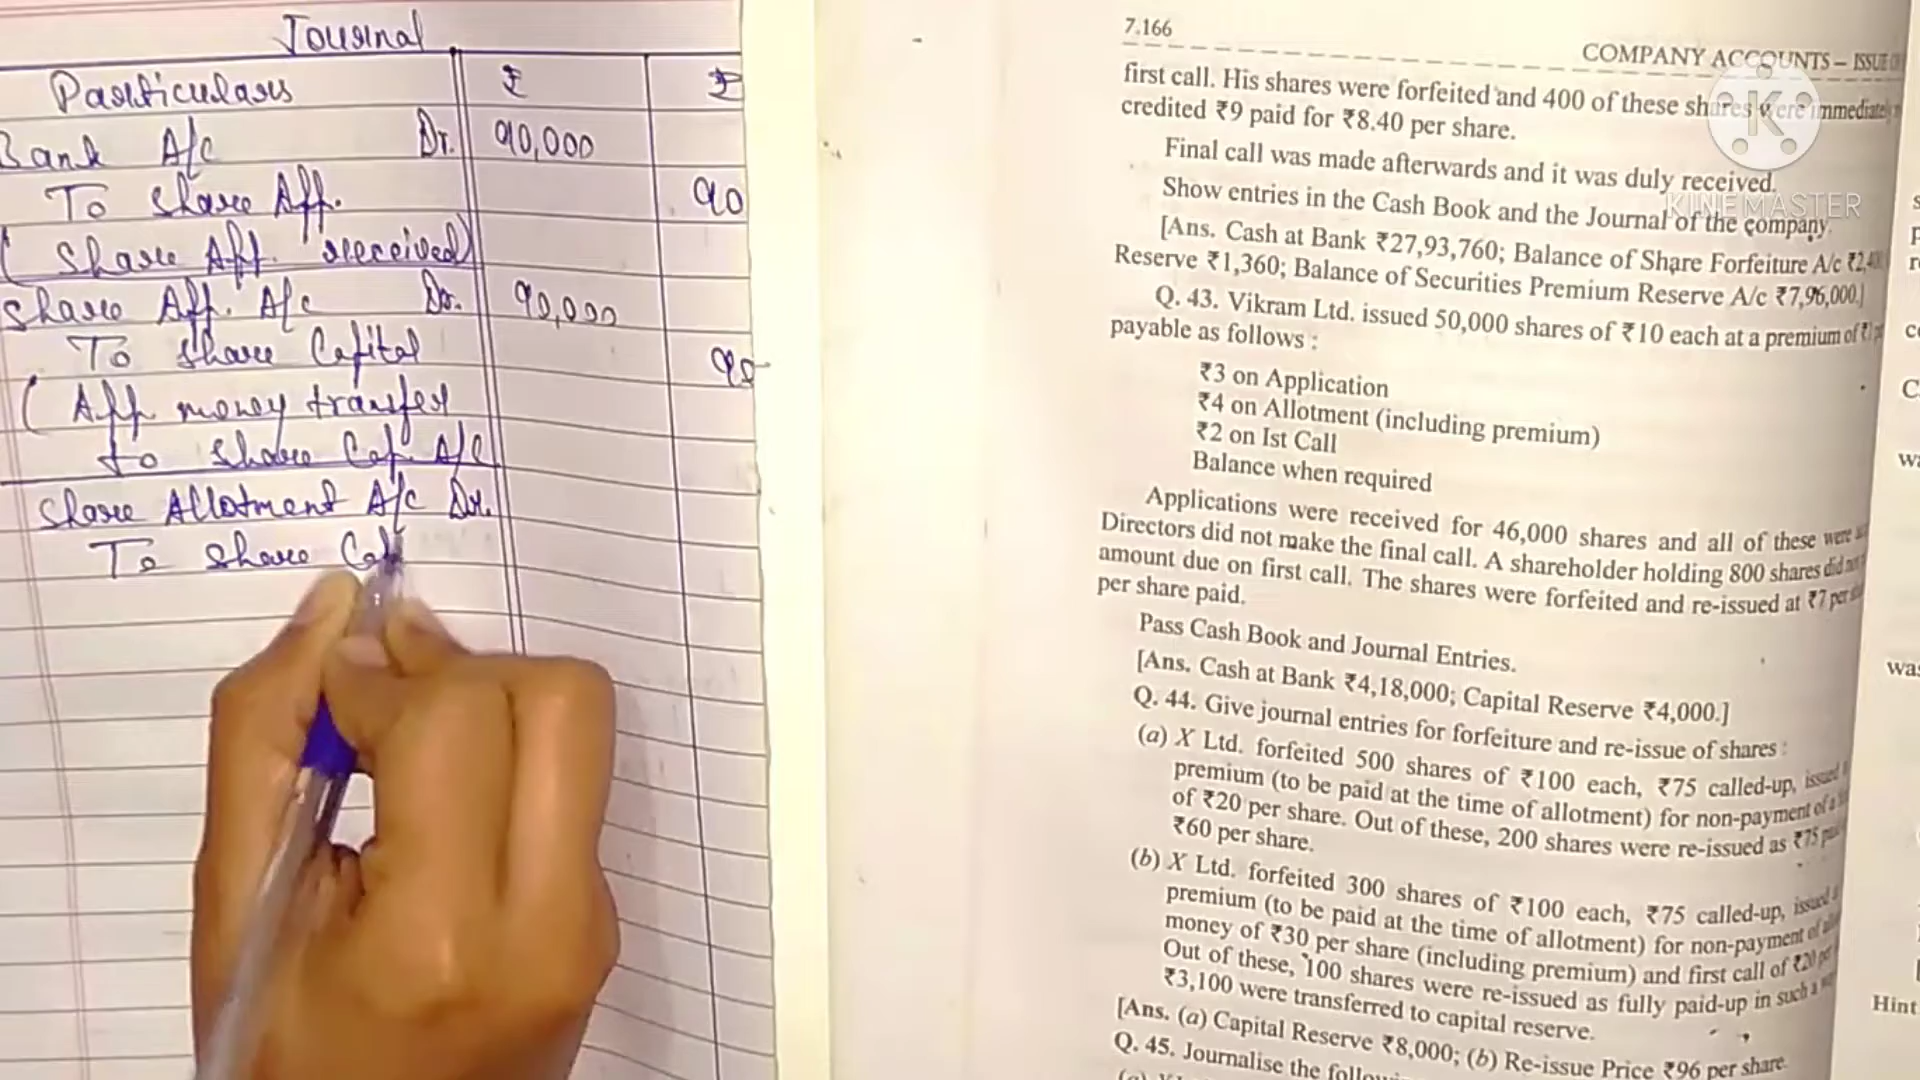 Journal
Particulars ₹ ₹
Bank A/c Dr. 90,000
To Share App. 90
( Share App. received)
Share App. A/c Dr. 90,000
To Share Capital 90
( App money transfer
to Share Cap. A/c
Share Allotment A/c Dr.
To Share Cap
7.166
COMPANY ACCOUNTS – ISSUE
first call. His shares were forfeited and 400 of these shares were immediately
credited ₹9 paid for ₹8.40 per share.
Final call was made afterwards and it was duly received.
Show entries in the Cash Book and the Journal of the company.
[Ans. Cash at Bank ₹27,93,760; Balance of Share Forfeiture A/c
Reserve ₹1,360; Balance of Securities Premium Reserve A/c ₹7,96,000.]
Q. 43. Vikram Ltd. issued 50,000 shares of ₹10 each at a premium of
payable as follows :
₹3 on Application
₹4 on Allotment (including premium)
₹2 on Ist Call
Balance when required
Applications were received for 46,000 shares and all of these were
Directors did not make the final call. A shareholder holding 800 shares did
amount due on first call. The shares were forfeited and re-issued at ₹7 per
per share paid.
Pass Cash Book and Journal Entries.
[Ans. Cash at Bank ₹4,18,000; Capital Reserve ₹4,000.]
Q. 44. Give journal entries for forfeiture and re-issue of shares :
(a) X Ltd. forfeited 500 shares of ₹100 each, ₹75 called-up, issued
premium (to be paid at the time of allotment) for non-payment of
of ₹20 per share. Out of these, 200 shares were re-issued as ₹75
₹60 per share.
(b) X Ltd. forfeited 300 shares of ₹100 each, ₹75 called-up, issued
premium (to be paid at the time of allotment) for non-payment of
money of ₹30 per share (including premium) and first call of ₹20 per
Out of these, 100 shares were re-issued as fully paid-up in such a
₹3,100 were transferred to capital reserve.
[Ans. (a) Capital Reserve ₹8,000; (b) Re-issue Price ₹96 per share.
Q. 45. Journalise the
K
KINEMASTER
was
Hint